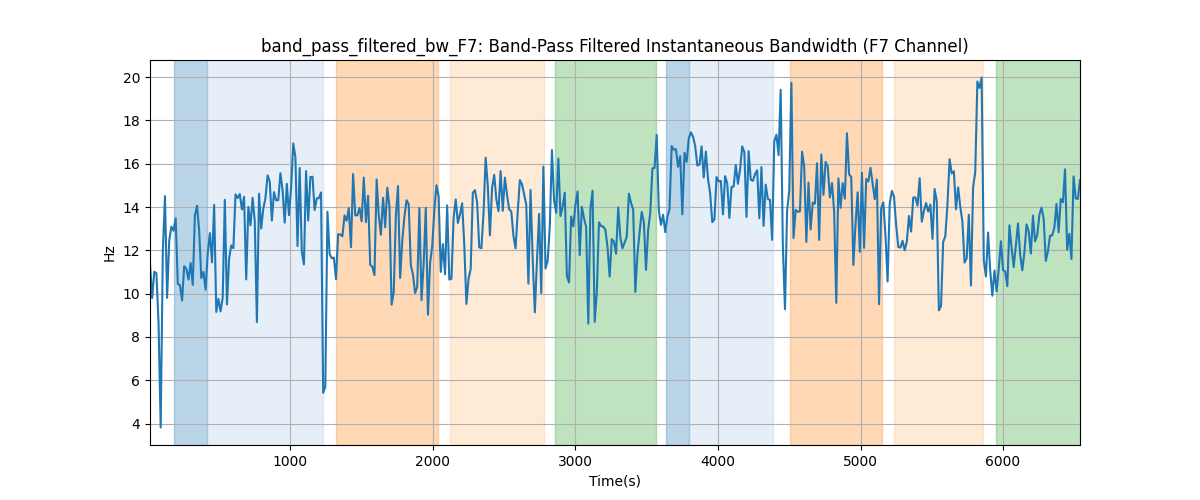 band_pass_filtered_bw_F7: Band-Pass Filtered Instantaneous Bandwidth (F7 Channel)
20
18
16
14
12
10
8
6
4
Hz
1000 2000 3000 4000 5000 6000
Time(s)